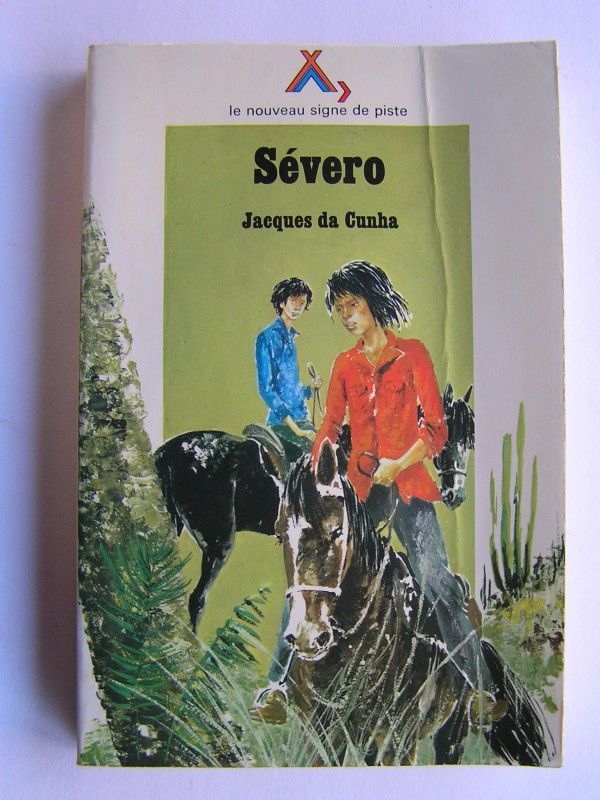 le nouveau signe de piste
Sévero
Jacques da Cunha